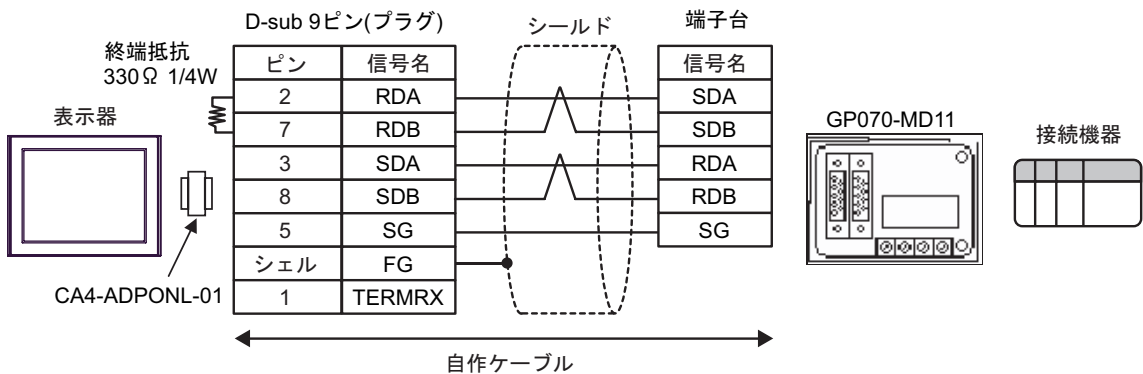 D-sub 9ピン(プラグ)
シールド
端子台
終端抵抗
330Ω 1/4W
ピン 信号名 信号名
2 RDA SDA
7 RDB SDB
3 SDA RDA
8 SDB RDB
5 SG SG
シェル FG
1 TERMRX
表示器
CA4-ADPONL-01
GP070-MD11
接続機器
自作ケーブル